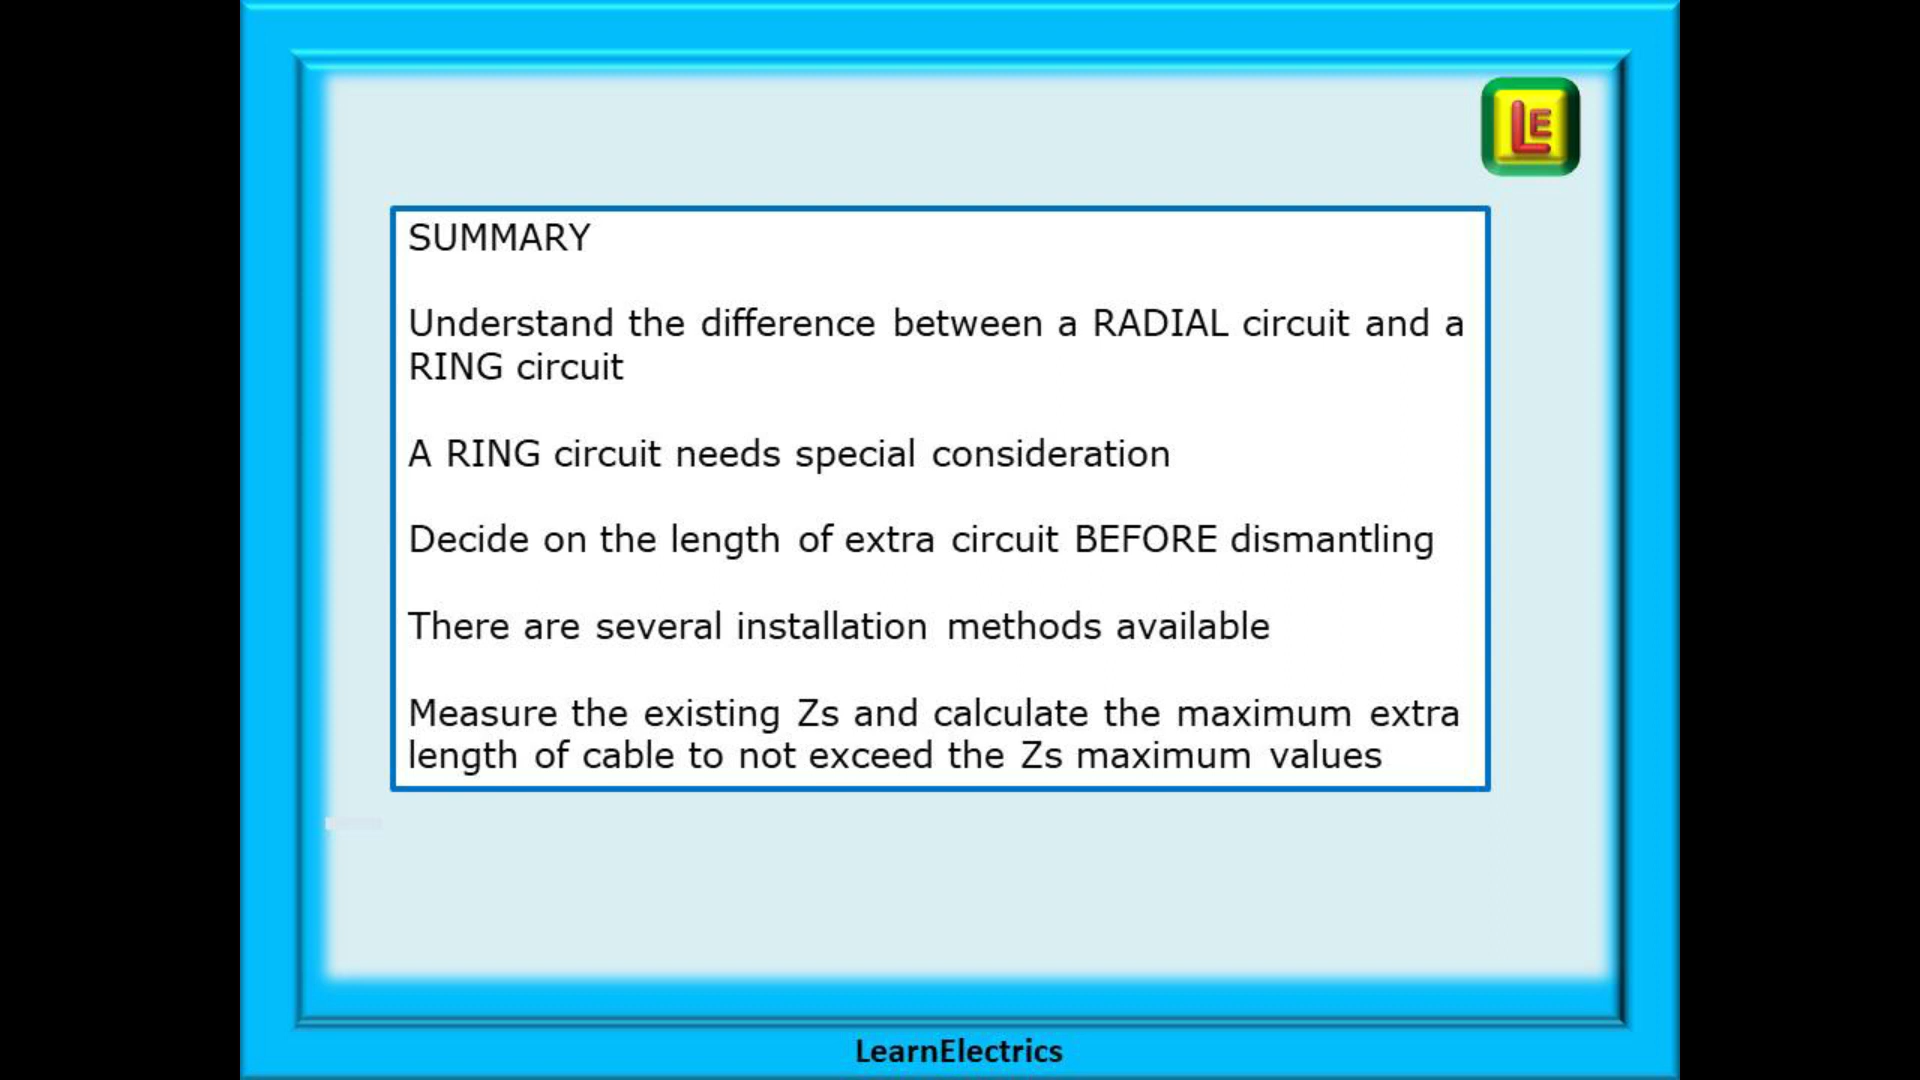 LE
SUMMARY
Understand the difference between a RADIAL circuit and a
RING circuit
A RING circuit needs special consideration
Decide on the length of extra circuit BEFORE dismantling
There are several installation methods available
Measure the existing Zs and calculate the maximum extra
length of cable to not exceed the Zs maximum values
LearnElectrics